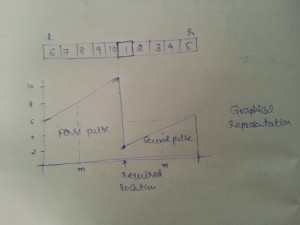 l r
6 7 8 9 10 1 2 3 4 5
10
8
6
4
2
first pulse
second pulse
m m
required
location
Graphical
representation